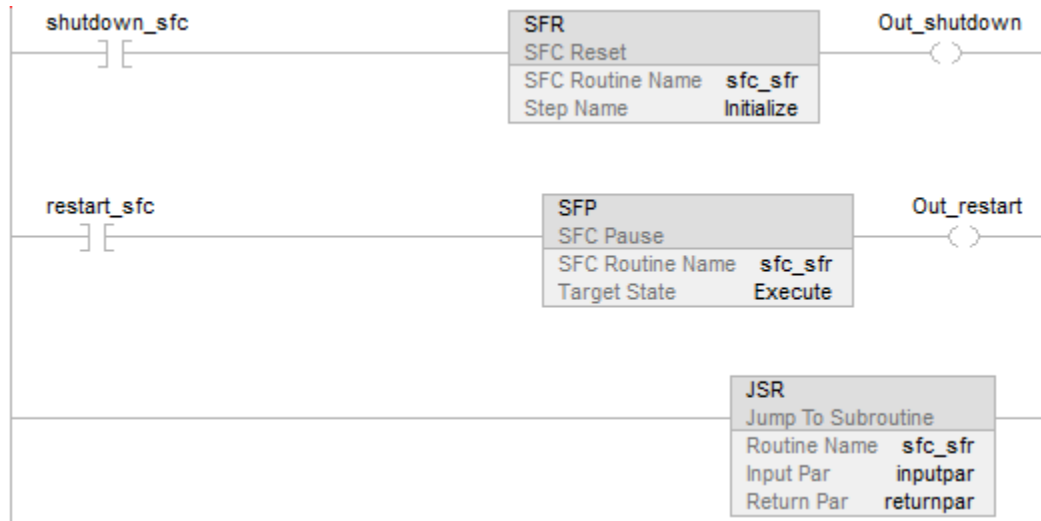 shutdown_sfc
SFR
SFC Reset
SFC Routine Name sfc_sfr
Step Name Initialize
Out_shutdown
restart_sfc
SFP
SFC Pause
SFC Routine Name sfc_sfr
Target State Execute
Out_restart
JSR
Jump To Subroutine
Routine Name sfc_sfr
Input Par inputpar
Return Par returnpar